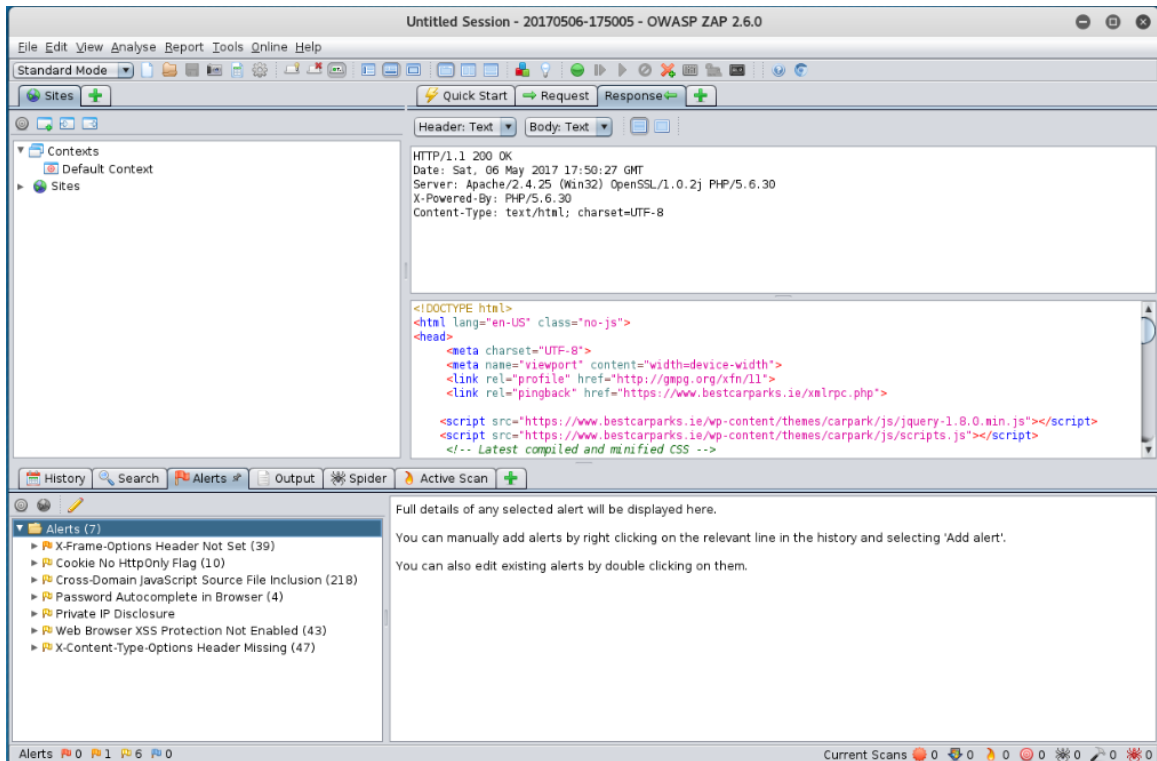 Untitled Session - 20170506-175005 - OWASP ZAP 2.6.0
File Edit View Analyse Report Tools Online Help
Standard Mode
Sites
Quick Start Request Response
Header: Text Body: Text
Contexts
Default Context
Sites
HTTP/1.1 200 OK
Date: Sat, 06 May 2017 17:50:27 GMT
Server: Apache/2.4.25 (Win32) OpenSSL/1.0.2j PHP/5.6.30
X-Powered-By: PHP/5.6.30
Content-Type: text/html; charset=UTF-8
<!DOCTYPE html>
<html lang="en-US" class="no-js">
<head>
<meta charset="UTF-8">
<meta name="viewport" content="width=device-width">
<link rel="profile" href="http://gmpg.org/xfn/11">
<link rel="pingback" href="https://www.bestcarparks.ie/xmlrpc.php">
<script src="https://www.bestcarparks.ie/wp-content/themes/carpark/js/jquery-1.8.0.min.js"></script>
<script src="https://www.bestcarparks.ie/wp-content/themes/carpark/js/scripts.js"></script>
<!-- Latest compiled and minified CSS -->
History Search Alerts Output Spider Active Scan
Alerts (7)
X-Frame-Options Header Not Set (39)
Cookie No HttpOnly Flag (10)
Cross-Domain JavaScript Source File Inclusion (218)
Password Autocomplete in Browser (4)
Private IP Disclosure
Web Browser XSS Protection Not Enabled (43)
X-Content-Type-Options Header Missing (47)
Full details of any selected alert will be displayed here.
You can manually add alerts by right clicking on the relevant line in the history and selecting 'Add alert'.
You can also edit existing alerts by double clicking on them.
Alerts 0 1 6 0
Current Scans 0 0 0 0 0 0 0